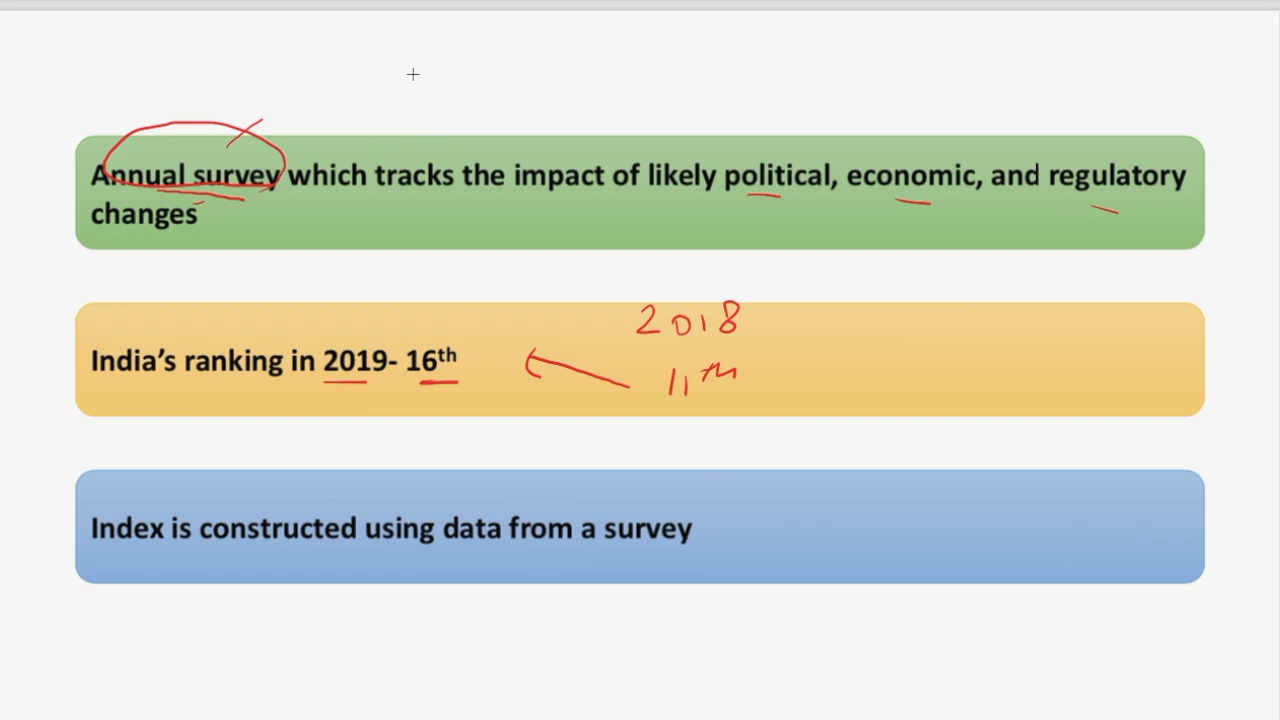 Annual survey which tracks the impact of likely political, economic, and regulatory
changes
2018
India’s ranking in 2019- 16th
11th
Index is constructed using data from a survey